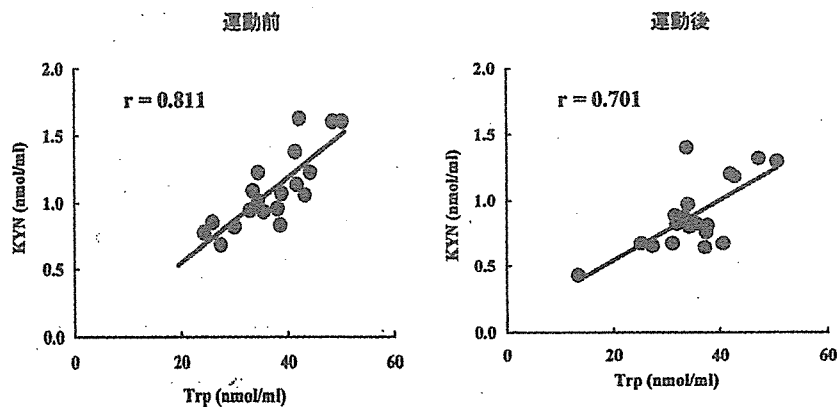 運動前
2.0
r = 0.811
1.5
1.0
0.5
0.0
KYN (nmol/ml)
20
40
60
Trp (nmol/ml)
運動後
2.0
r = 0.701
1.5
1.0
0.5
0.0
KYN (nmol/ml)
0
20
40
60
Trp (nmol/ml)